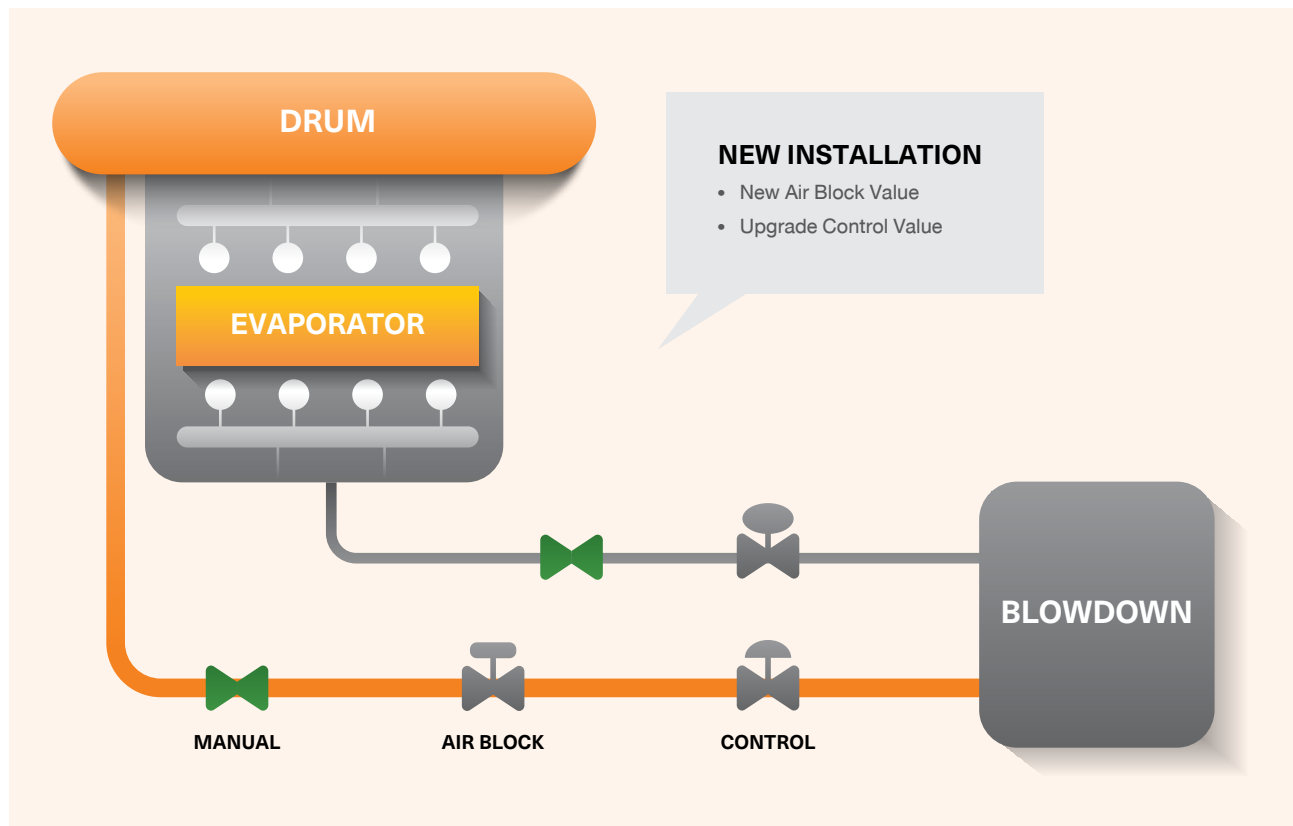 DRUM
NEW INSTALLATION
• New Air Block Value
• Upgrade Control Value
EVAPORATOR
BLOWDOWN
MANUAL
AIR BLOCK
CONTROL